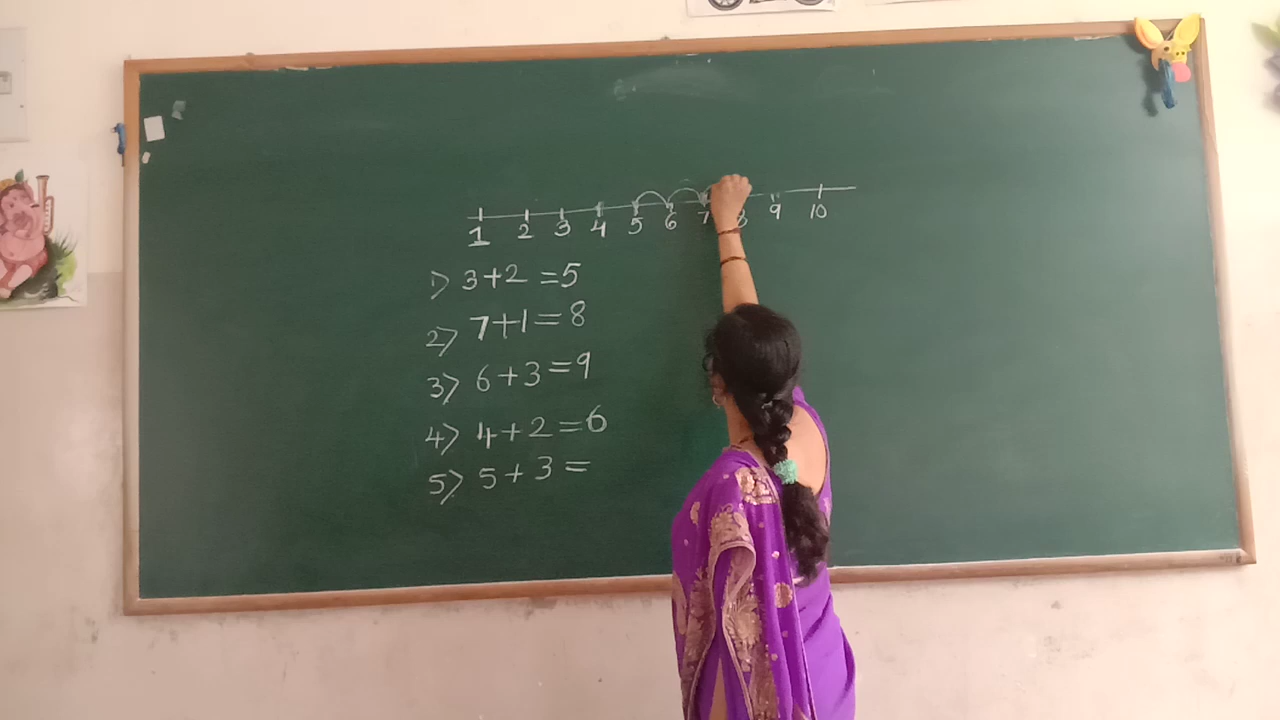 1 2 3 4 5 6 7 8 9 10
1) 3+2 =5
2) 7+1=8
3) 6+3=9
4) 4+2=6
5) 5+3=